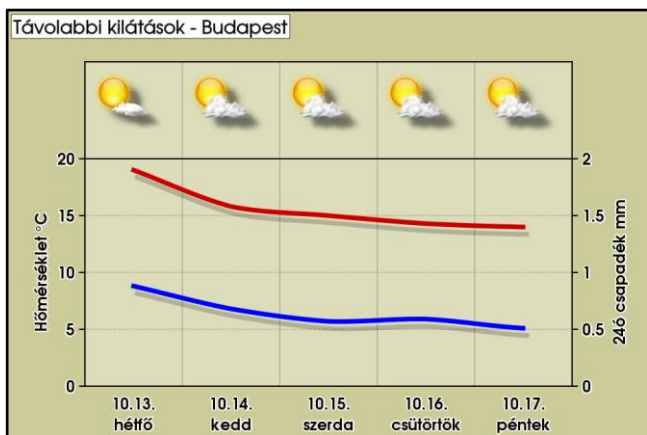 Távolabbi kilátások - Budapest
20
15
10
5
0
Hőmérséklet °C
2
1.5
1
0.5
0
24ó csapadék mm
10.13.
hétfő
10.14.
kedd
10.15.
szerda
10.16.
csütörtök
10.17.
péntek